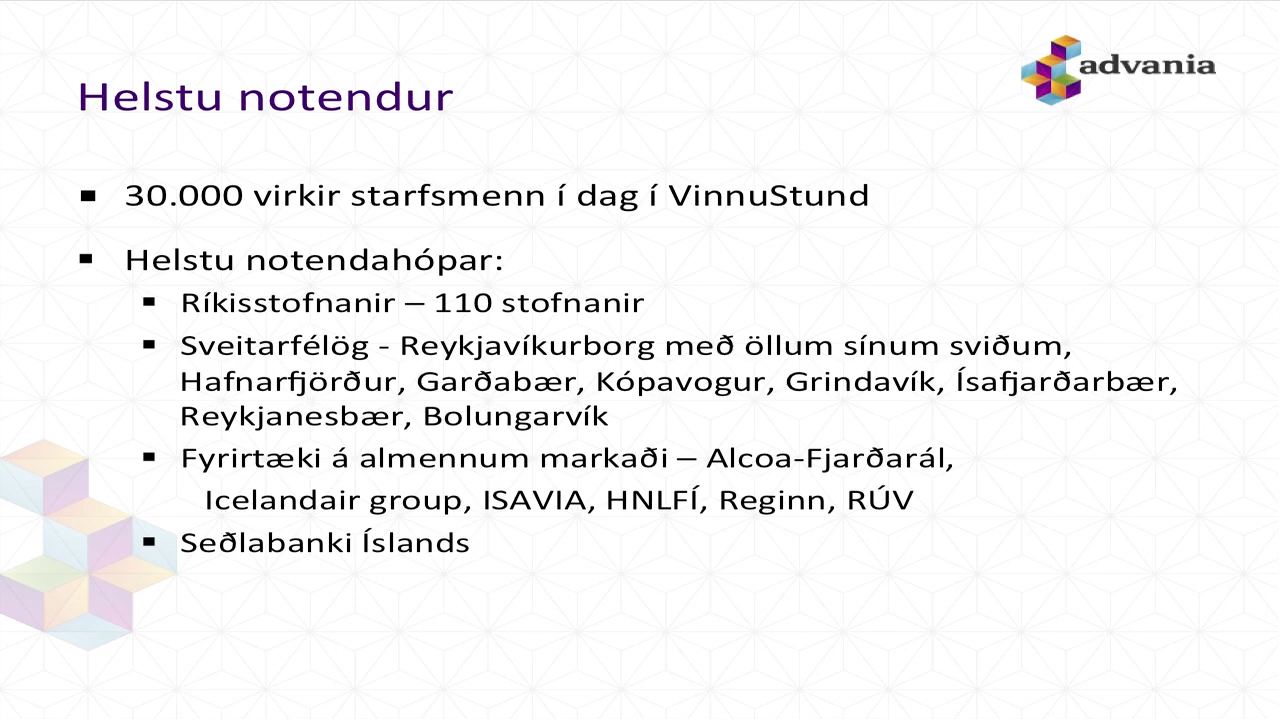 advania
Helstu notendur
▪ 30.000 virkir starfsmenn í dag í VinnuStund
▪ Helstu notendahópar:
▪ Ríkisstofnanir – 110 stofnanir
▪ Sveitarfélög - Reykjavíkurborg með öllum sínum sviðum,
Hafnarfjörður, Garðabær, Kópavogur, Grindavík, Ísafjarðarbær,
Reykjanesbær, Bolungarvík
▪ Fyrirtæki á almennum markaði – Alcoa-Fjarðarál,
Icelandair group, ISAVIA, HNLFÍ, Reginn, RÚV
▪ Seðlabanki Íslands